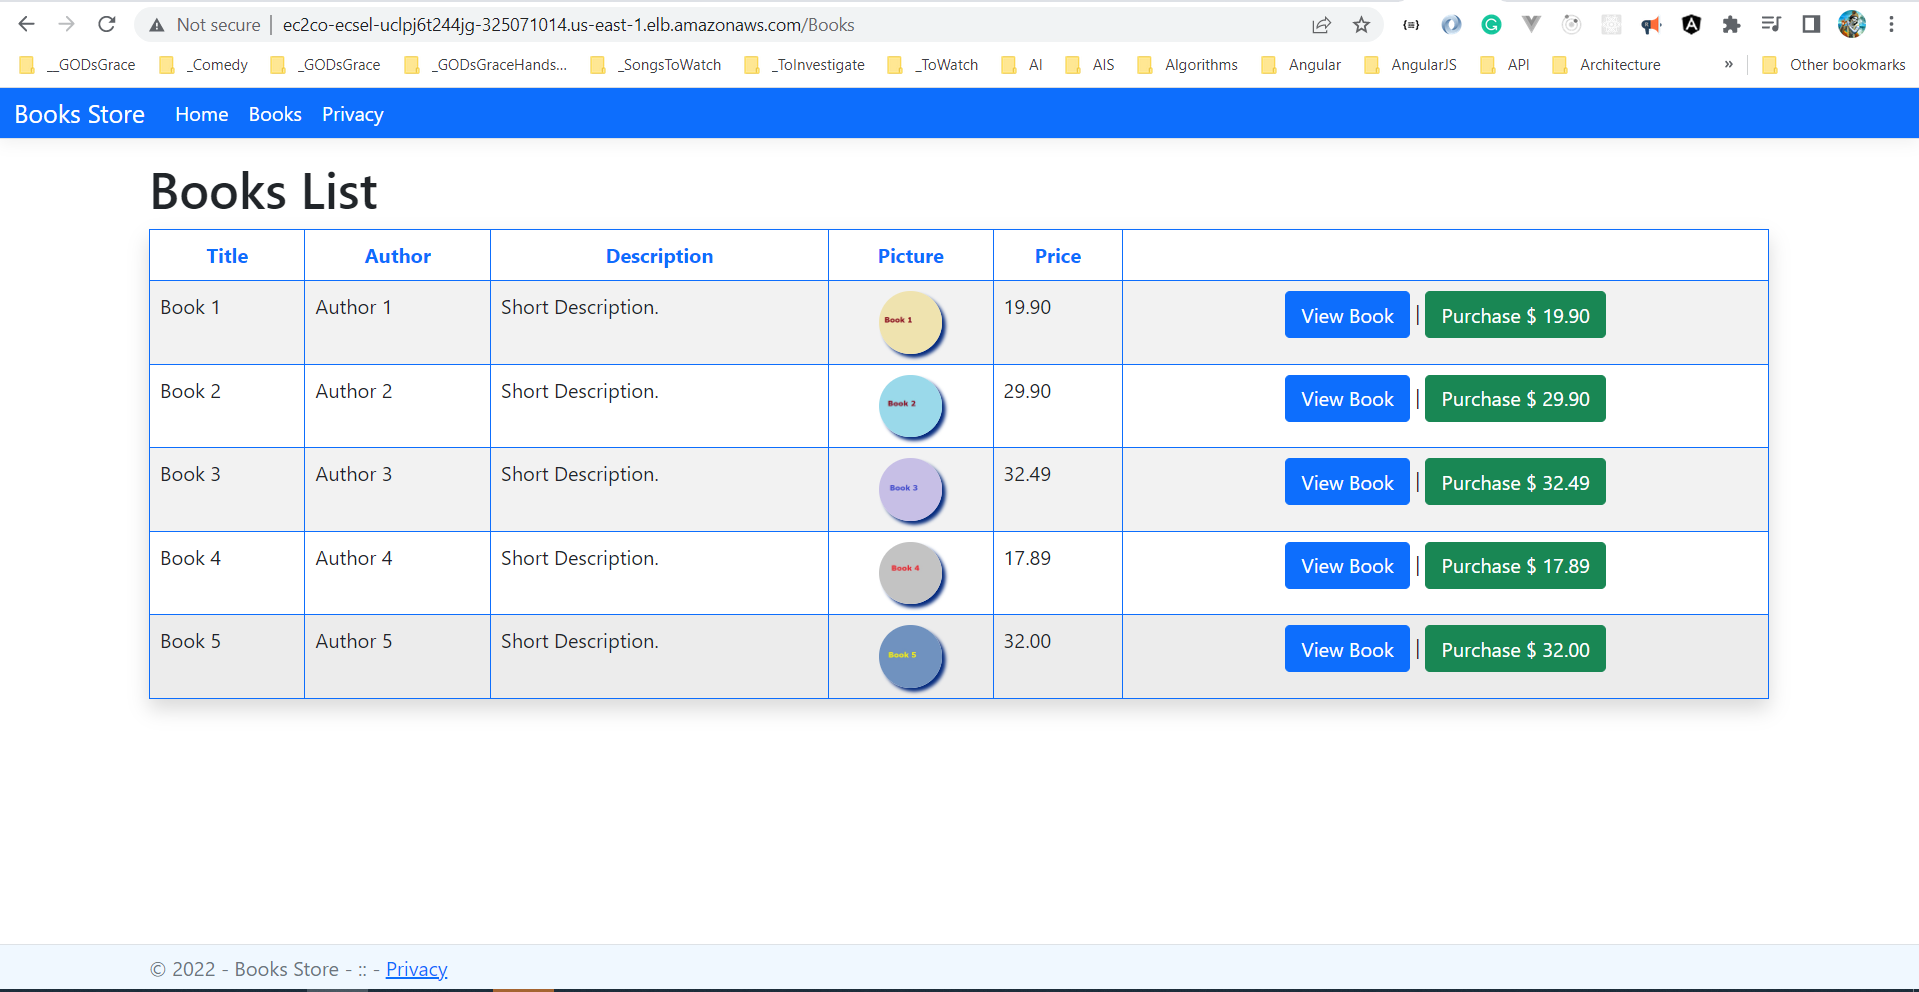 Not secure | ec2co-ecsel-uclpj6t244jg-325071014.us-east-1.elb.amazonaws.com/Books
__GODsGrace _Comedy _GODsGrace _GODsGraceHands... _SongsToWatch _ToInvestigate _ToWatch AI AIS Algorithms Angular AngularJS API Architecture » Other bookmarks
Books Store Home Books Privacy
Books List
Title Author Description Picture Price
Book 1 Author 1 Short Description. Book 1 19.90 View Book | Purchase $ 19.90
Book 2 Author 2 Short Description. Book 2 29.90 View Book | Purchase $ 29.90
Book 3 Author 3 Short Description. Book 3 32.49 View Book | Purchase $ 32.49
Book 4 Author 4 Short Description. Book 4 17.89 View Book | Purchase $ 17.89
Book 5 Author 5 Short Description. Book 5 32.00 View Book | Purchase $ 32.00
© 2022 - Books Store - :: - Privacy